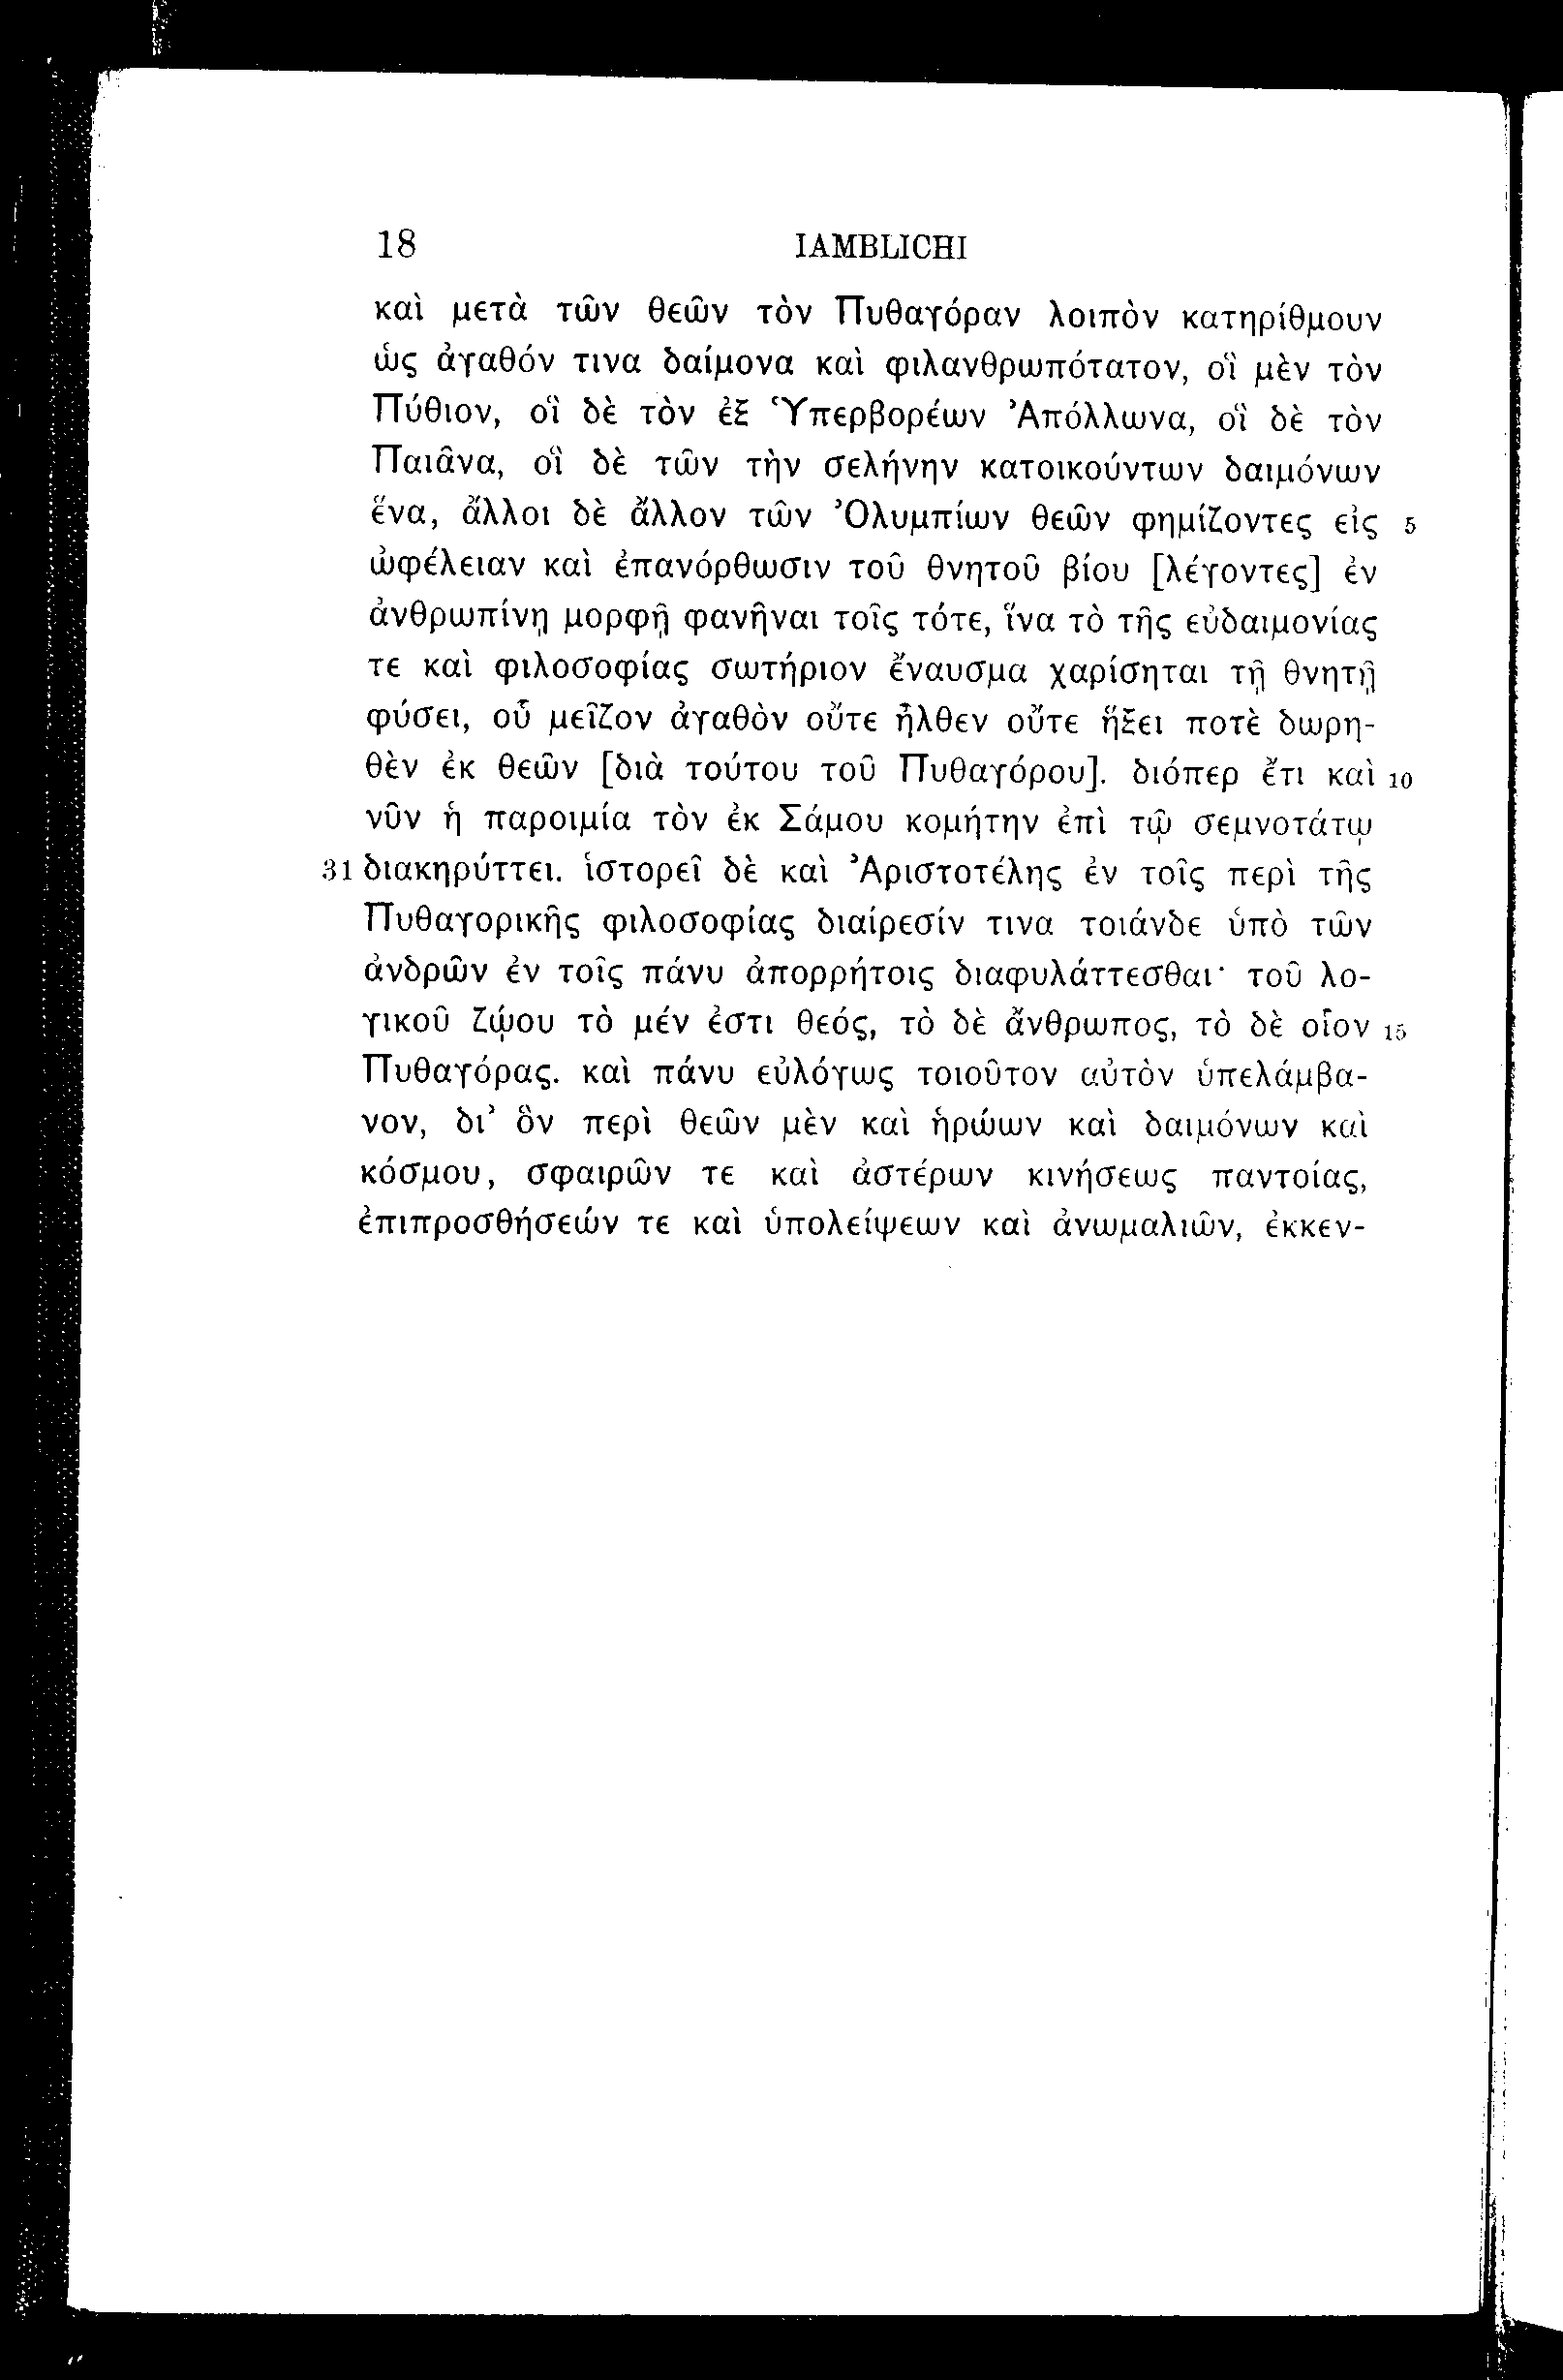 18 IAMBLICHI
καὶ μετὰ τῶν θεῶν τὸν Πυθαγόραν λοιπὸν κατηρίθμουν
ὡς ἀγαθόν τινα δαίμονα καὶ φιλανθρωπότατον, οἳ μὲν τὸν
Πύθιον, οἳ δὲ τὸν ἐξ Ὑπερβορέων Ἀπόλλωνα, οἳ δὲ τὸν
Παιᾶνα, οἳ δὲ τῶν τὴν σελήνην κατοικούντων δαιμόνων
ἕνα, ἄλλοι δὲ ἄλλον τῶν Ὀλυμπίων θεῶν φημίζοντες εἰς 5
ὠφέλειαν καὶ ἐπανόρθωσιν τοῦ θνητοῦ βίου [λέγοντες] ἐν
ἀνθρωπίνῃ μορφῇ φανῆναι τοῖς τότε, ἵνα τὸ τῆς εὐδαιμονίας
τε καὶ φιλοσοφίας σωτήριον ἔναυσμα χαρίσηται τῇ θνητῇ
φύσει, οὗ μεῖζον ἀγαθὸν οὔτε ἦλθεν οὔτε ἥξει ποτὲ δωρη-
θὲν ἐκ θεῶν [διὰ τούτου τοῦ Πυθαγόρου]. διόπερ ἔτι καὶ 10
νῦν ἡ παροιμία τὸν ἐκ Σάμου κομήτην ἐπὶ τῷ σεμνοτάτῳ
31 διακηρύττει. ἱστορεῖ δὲ καὶ Ἀριστοτέλης ἐν τοῖς περὶ τῆς
Πυθαγορικῆς φιλοσοφίας διαίρεσίν τινα τοιάνδε ὑπὸ τῶν
ἀνδρῶν ἐν τοῖς πάνυ ἀπορρήτοις διαφυλάττεσθαι· τοῦ λο-
γικοῦ ζῴου τὸ μέν ἐστι θεός, τὸ δὲ ἄνθρωπος, τὸ δὲ οἷον 15
Πυθαγόρας. καὶ πάνυ εὐλόγως τοιοῦτον αὐτὸν ὑπελάμβα-
νον, δι’ ὃν περὶ θεῶν μὲν καὶ ἡρώων καὶ δαιμόνων καὶ
κόσμου, σφαιρῶν τε καὶ ἀστέρων κινήσεως παντοίας,
ἐπιπροσθήσεών τε καὶ ὑπολείψεων καὶ ἀνωμαλιῶν, ἐκκεν-